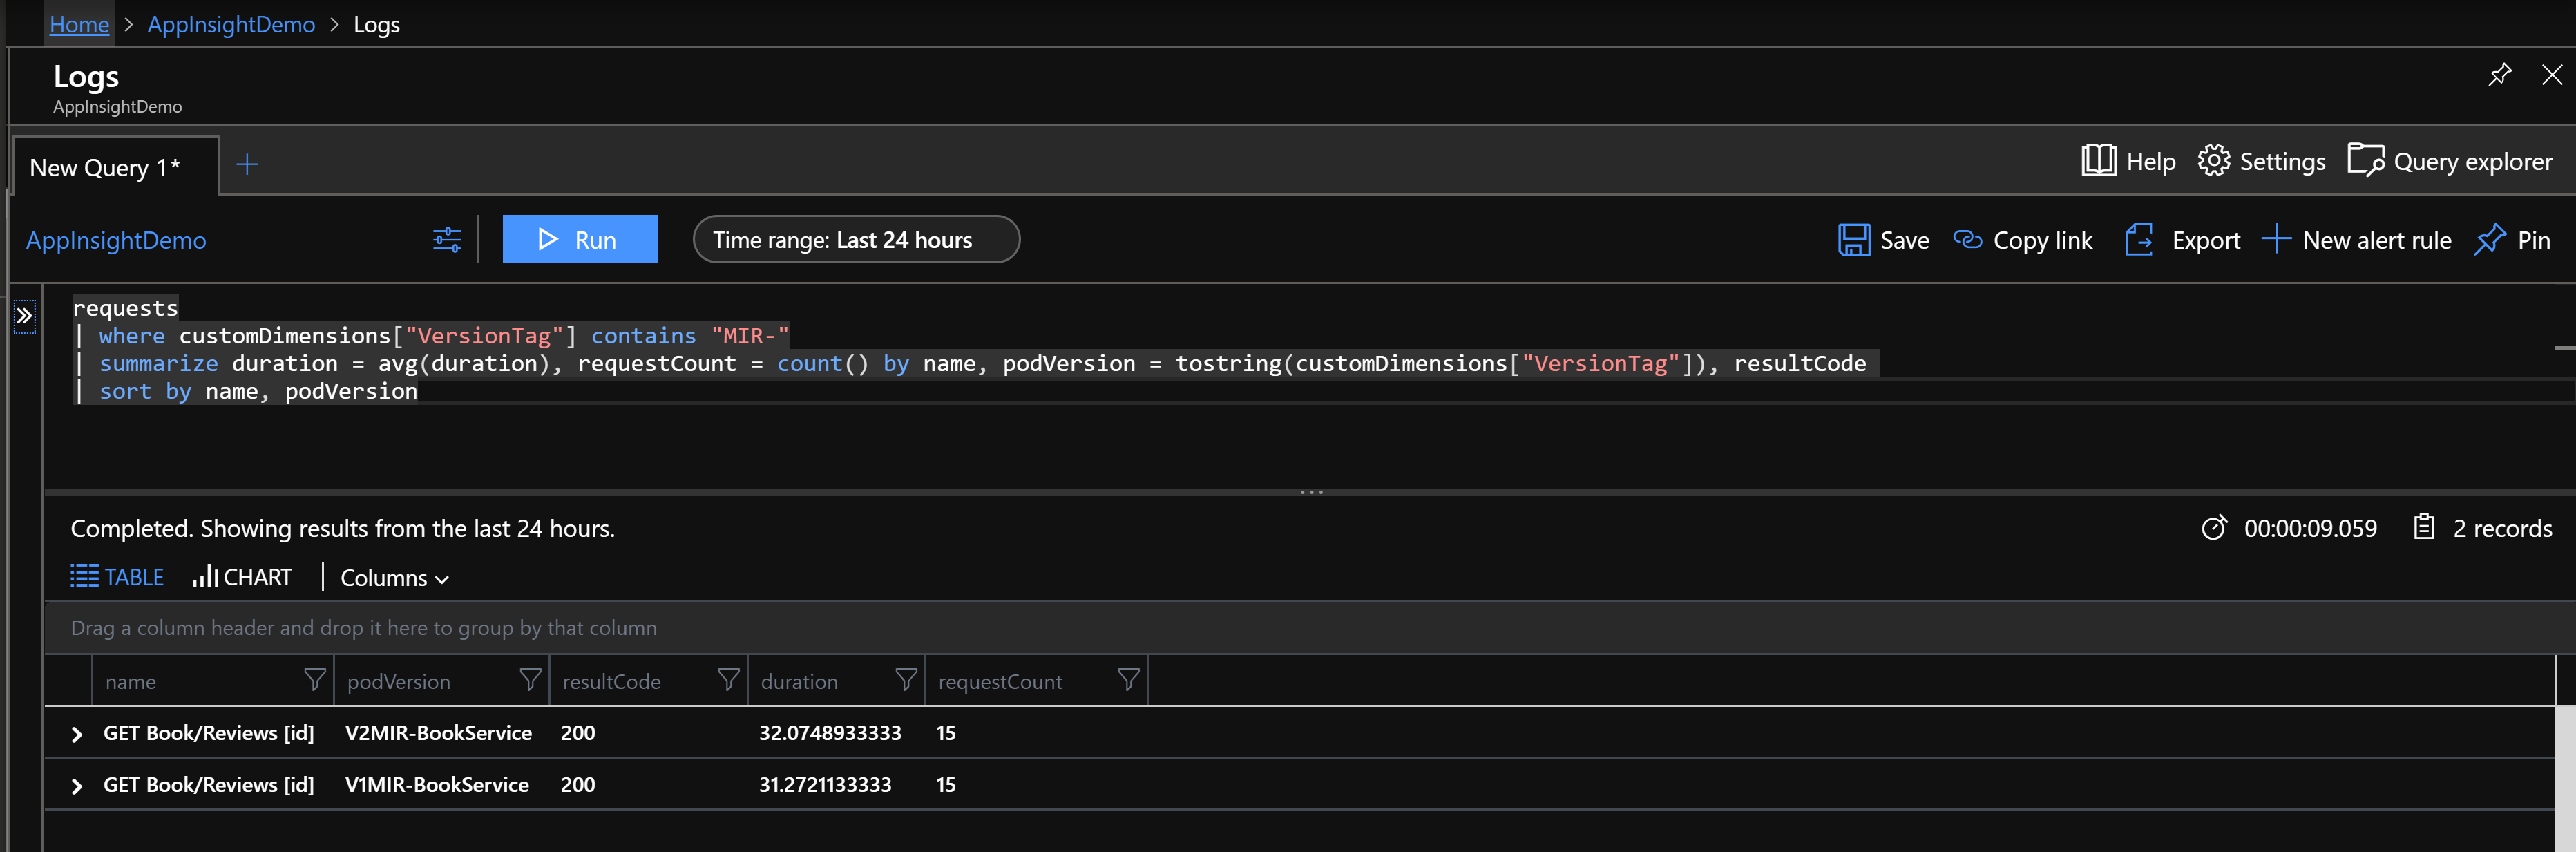 Home > AppInsightDemo > Logs
Logs
AppInsightDemo
New Query 1*
Help Settings Query explorer
AppInsightDemo Run Time range: Last 24 hours Save Copy link Export New alert rule Pin
requests
| where customDimensions["VersionTag"] contains "MIR-"
| summarize duration = avg(duration), requestCount = count() by name, podVersion = tostring(customDimensions["VersionTag"]), resultCode
| sort by name, podVersion
Completed. Showing results from the last 24 hours. 00:00:09.059 2 records
TABLE CHART Columns
Drag a column header and drop it here to group by that column
name podVersion resultCode duration requestCount
GET Book/Reviews [id] V2MIR-BookService 200 32.0748933333 15
GET Book/Reviews [id] V1MIR-BookService 200 31.2721133333 15